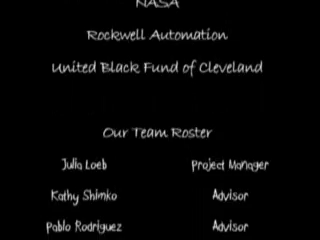 NASA
Rockwell Automation
United Black Fund of Cleveland
Our Team Roster
Julia Loeb Project Manager
Kathy Shimko Advisor
Pablo Rodriguez Advisor